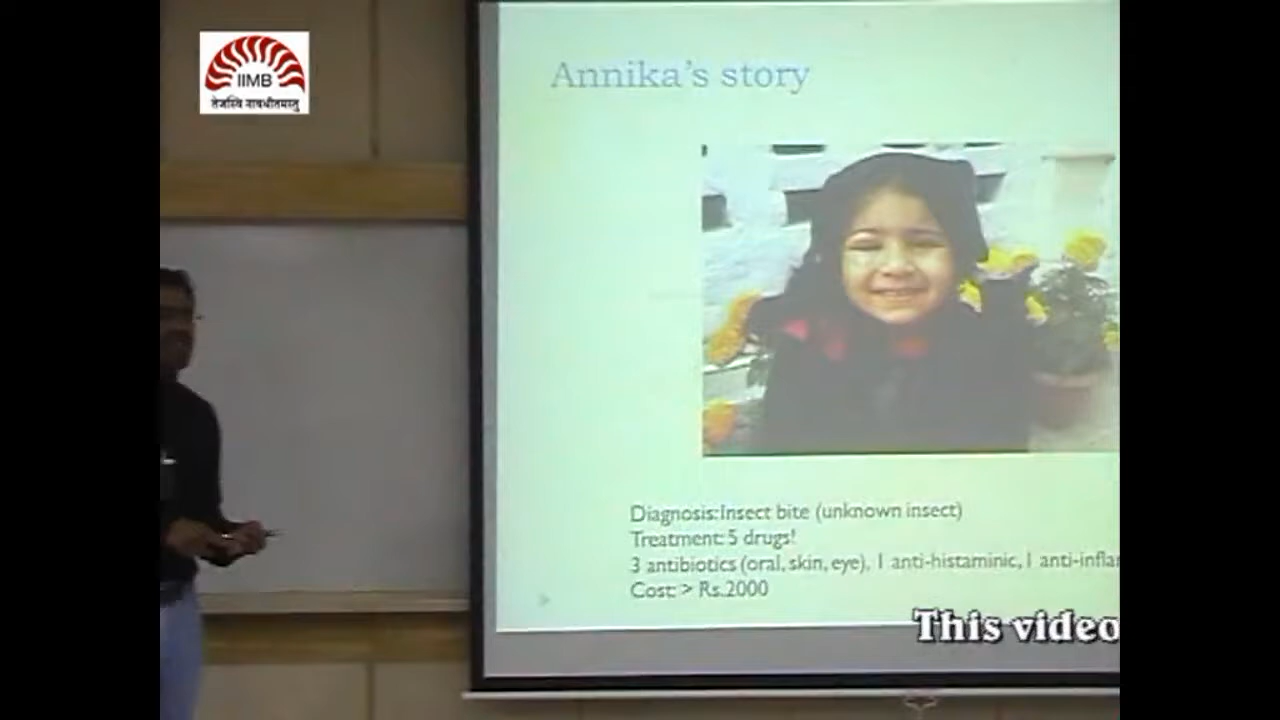 IIMB
तेजस्वि नावधीतमस्तु
Annika's story
Diagnosis: Insect bite (unknown insect)
Treatment: 5 drugs!
3 antibiotics (oral, skin, eye), 1 anti-histaminic, 1 anti-inflam
Cost: > Rs.2000
This video